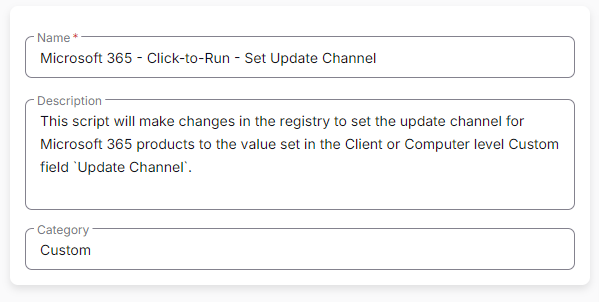 Name *
Microsoft 365 - Click-to-Run - Set Update Channel
Description
This script will make changes in the registry to set the update channel for
Microsoft 365 products to the value set in the Client or Computer level Custom
field `Update Channel`.
Category
Custom